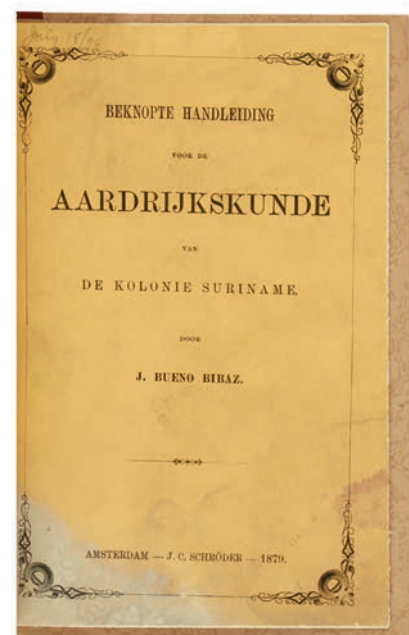 BEKNOPTE HANDLEIDING
VOOR DE
AARDRIJKSKUNDE
VAN
DE KOLONIE SURINAME,
DOOR
J. BUENO BIBAZ.
AMSTERDAM — J. C. SCHRÖDER — 1879.